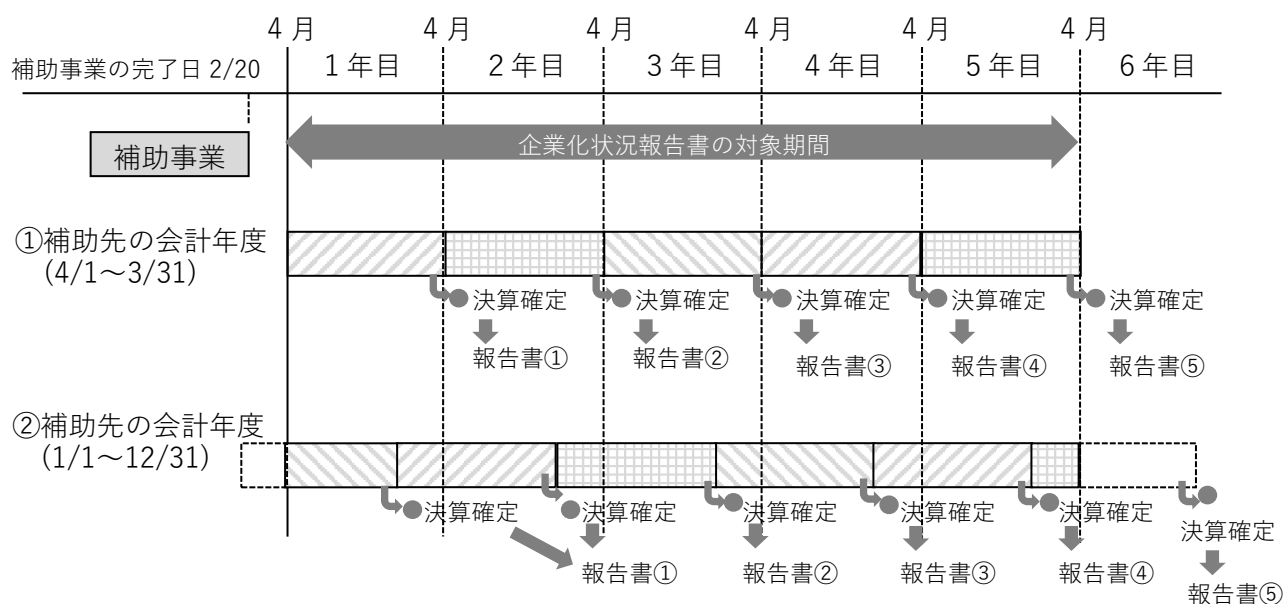 4 月 4 月 4 月 4 月 4 月 4 月
補助事業の完了日 2/20 1 年目 2 年目 3 年目 4 年目 5 年目 6 年目
企業化状況報告書の対象期間
補助事業
①補助先の会計年度
(4/1～3/31)
決算確定 決算確定 決算確定 決算確定 決算確定
報告書① 報告書② 報告書③ 報告書④ 報告書⑤
②補助先の会計年度
(1/1～12/31)
決算確定 決算確定 決算確定 決算確定 決算確定 決算確定
報告書① 報告書② 報告書③ 報告書④ 報告書⑤